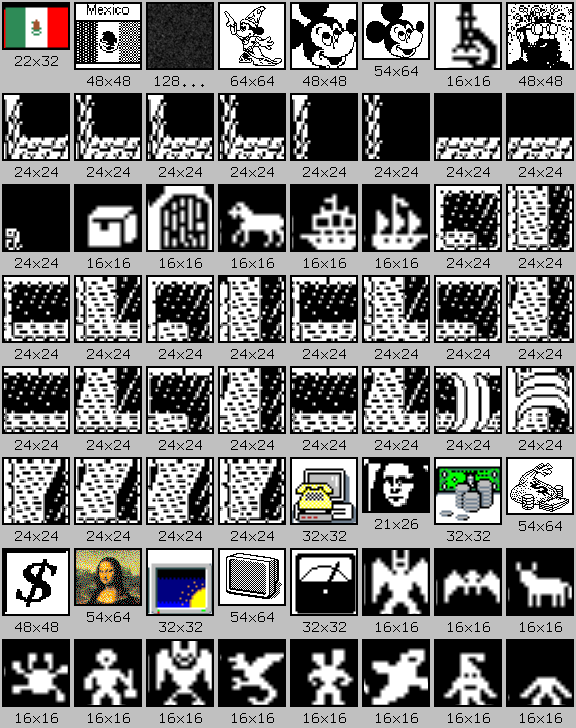 Mexico
22x32 48x48 128... 64x64 48x48 54x64 16x16 48x48
24x24 24x24 24x24 24x24 24x24 24x24 24x24 24x24
24x24 16x16 16x16 16x16 16x16 16x16 24x24 24x24
24x24 24x24 24x24 24x24 24x24 24x24 24x24 24x24
24x24 24x24 24x24 24x24 24x24 24x24 24x24 24x24
24x24 24x24 24x24 24x24 32x32 21x26 32x32 54x64
$
48x48 54x64 32x32 54x64 32x32 16x16 16x16 16x16
16x16 16x16 16x16 16x16 16x16 16x16 16x16 16x16